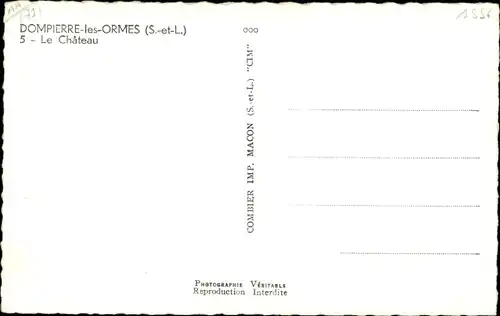 DOMPIERRE-les-ORMES (S.-et-L.)
5 - Le Château
COMBIER IMP. MACON (S.-et-L.) "CIM"
PHOTOGRAPHIE VÉRITABLE
Reproduction Interdite